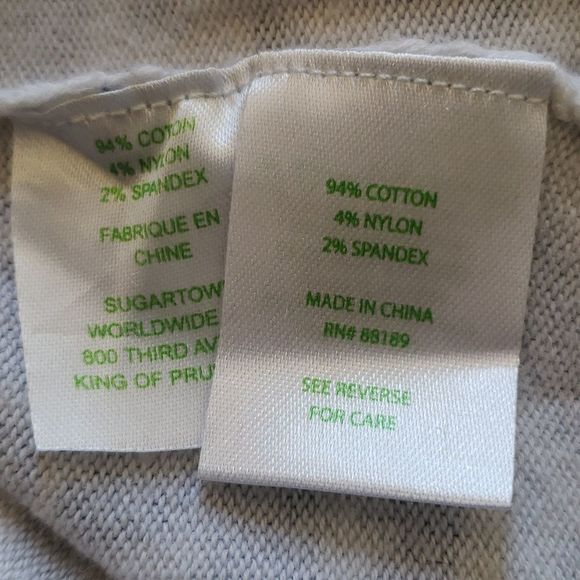 94% COTTON
4% NYLON
2% SPANDEX
FABRIQUE EN
CHINE
SUGARTOW
WORLDWIDE
800 THIRD AV
KING OF PRU
94% COTTON
4% NYLON
2% SPANDEX
MADE IN CHINA
RN# 88189
SEE REVERSE
FOR CARE